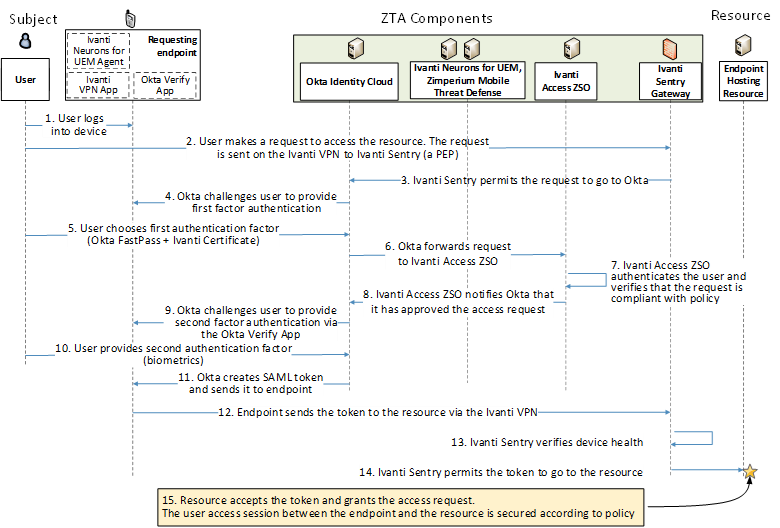 Subject
ZTA Components
Resource
Ivanti
Neurons for
UEM Agent
Requesting
endpoint
User
Ivanti
VPN App
Okta Verify
App
Okta Identity Cloud
Ivanti Neurons for UEM,
Zimperium Mobile
Threat Defense
Ivanti
Access ZSO
Ivanti
Sentry
Gateway
Endpoint
Hosting
Resource
1. User logs
into device
2. User makes a request to access the resource. The request
is sent on the Ivanti VPN to Ivanti Sentry (a PEP)
3. Ivanti Sentry permits the request to go to Okta
4. Okta challenges user to provide
first factor authentication
5. User chooses first authentication factor
(Okta FastPass + Ivanti Certificate)
6. Okta forwards request
to Ivanti Access ZSO
7. Ivanti Access ZSO
authenticates the user and
verifies that the request is
compliant with policy
8. Ivanti Access ZSO notifies Okta that
it has approved the access request
9. Okta challenges user to provide
second factor authentication via
the Okta Verify App
10. User provides second authentication factor
(biometrics)
11. Okta creates SAML token
and sends it to endpoint
12. Endpoint sends the token to the resource via the Ivanti VPN
13. Ivanti Sentry verifies device health
14. Ivanti Sentry permits the token to go to the resource
15. Resource accepts the token and grants the access request.
The user access session between the endpoint and the resource is secured according to policy